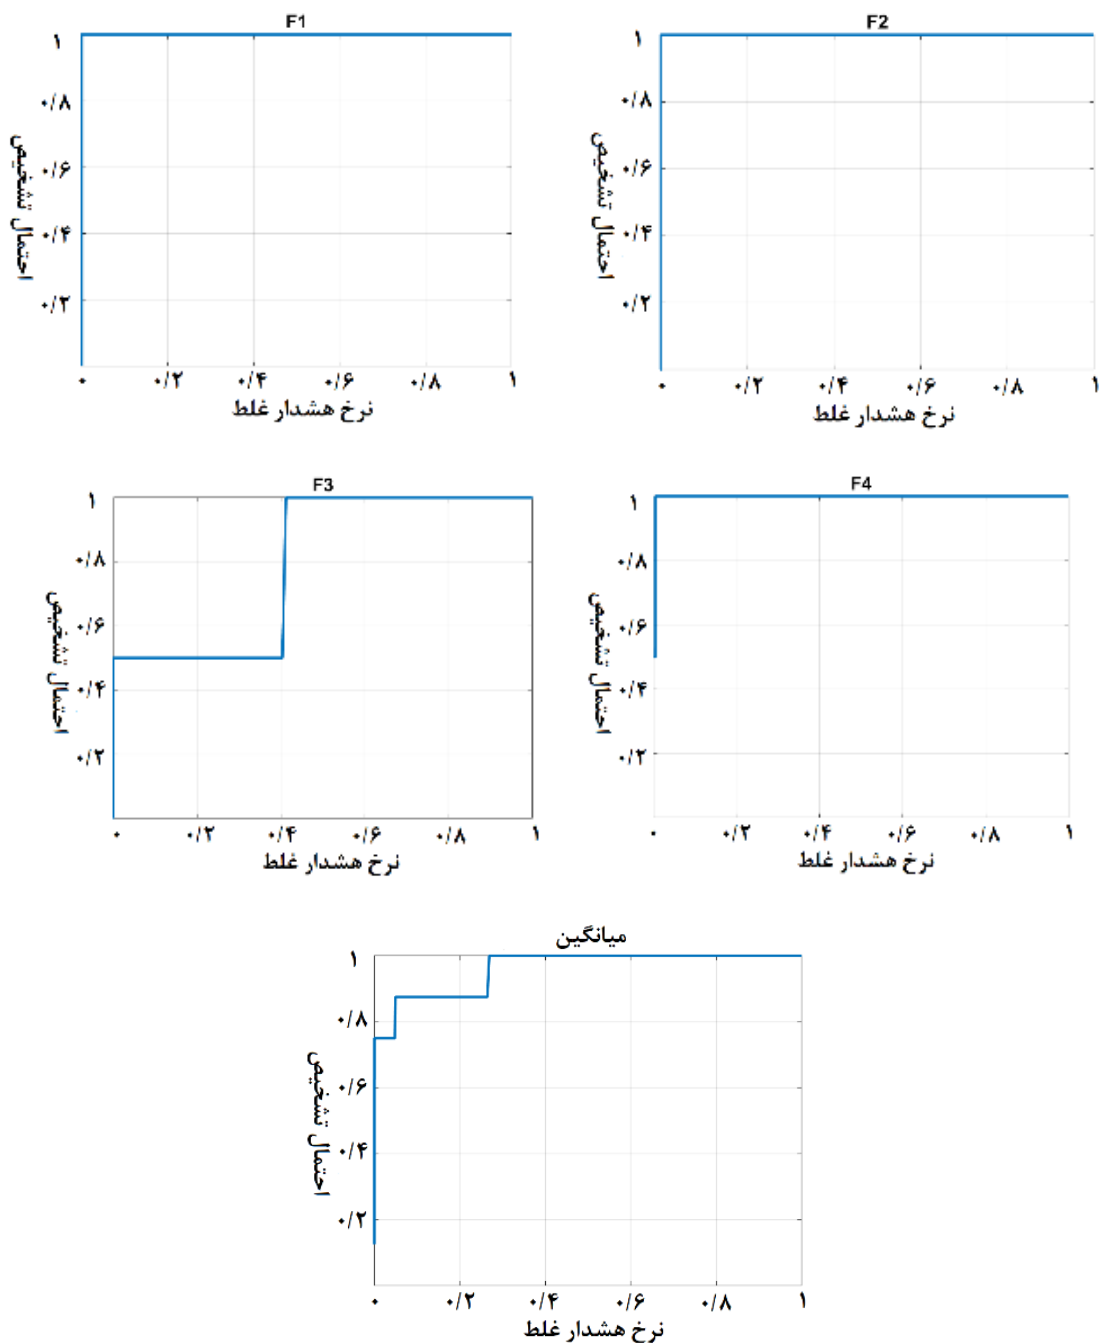 F1
۱
۰/۸
۰/۶
۰/۴
۰/۲
احتمال تشخیص
۰ ۰/۲ ۰/۴ ۰/۶ ۰/۸ ۱
نرخ هشدار غلط
F2
۱
۰/۸
۰/۶
۰/۴
۰/۲
احتمال تشخیص
۰ ۰/۲ ۰/۴ ۰/۶ ۰/۸ ۱
نرخ هشدار غلط
F3
۱
۰/۸
۰/۶
۰/۴
۰/۲
احتمال تشخیص
۰ ۰/۲ ۰/۴ ۰/۶ ۰/۸ ۱
نرخ هشدار غلط
F4
۱
۰/۸
۰/۶
۰/۴
۰/۲
احتمال تشخیص
۰ ۰/۲ ۰/۴ ۰/۶ ۰/۸ ۱
نرخ هشدار غلط
میانگین
۱
۰/۸
۰/۶
۰/۴
۰/۲
احتمال تشخیص
۰ ۰/۲ ۰/۴ ۰/۶ ۰/۸ ۱
نرخ هشدار غلط